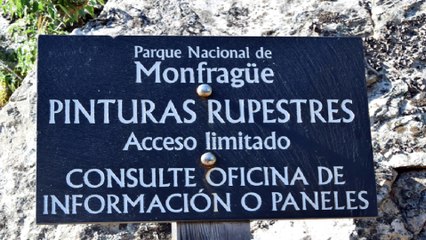 Parque Nacional de
Monfragüe
PINTURAS RUPESTRES
Acceso limitado
CONSULTE OFICINA DE
INFORMACIÓN O PANELES